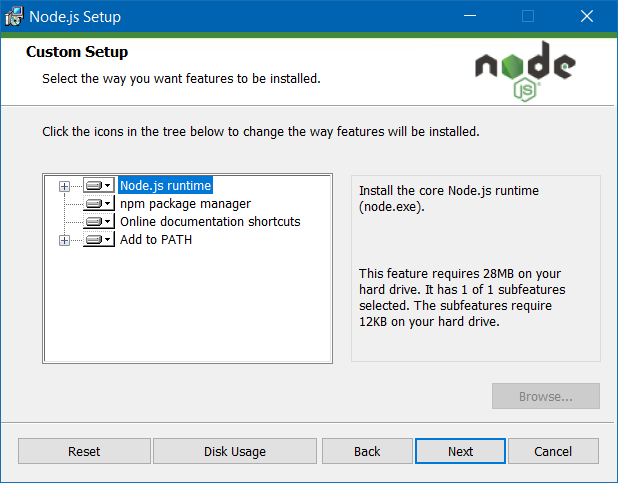 Node.js Setup
Custom Setup
Select the way you want features to be installed.
node
JS
Click the icons in the tree below to change the way features will be installed.
Node.js runtime
npm package manager
Online documentation shortcuts
Add to PATH
Install the core Node.js runtime
(node.exe).
This feature requires 28MB on your
hard drive. It has 1 of 1 subfeatures
selected. The subfeatures require
12KB on your hard drive.
Browse...
Reset
Disk Usage
Back
Next
Cancel